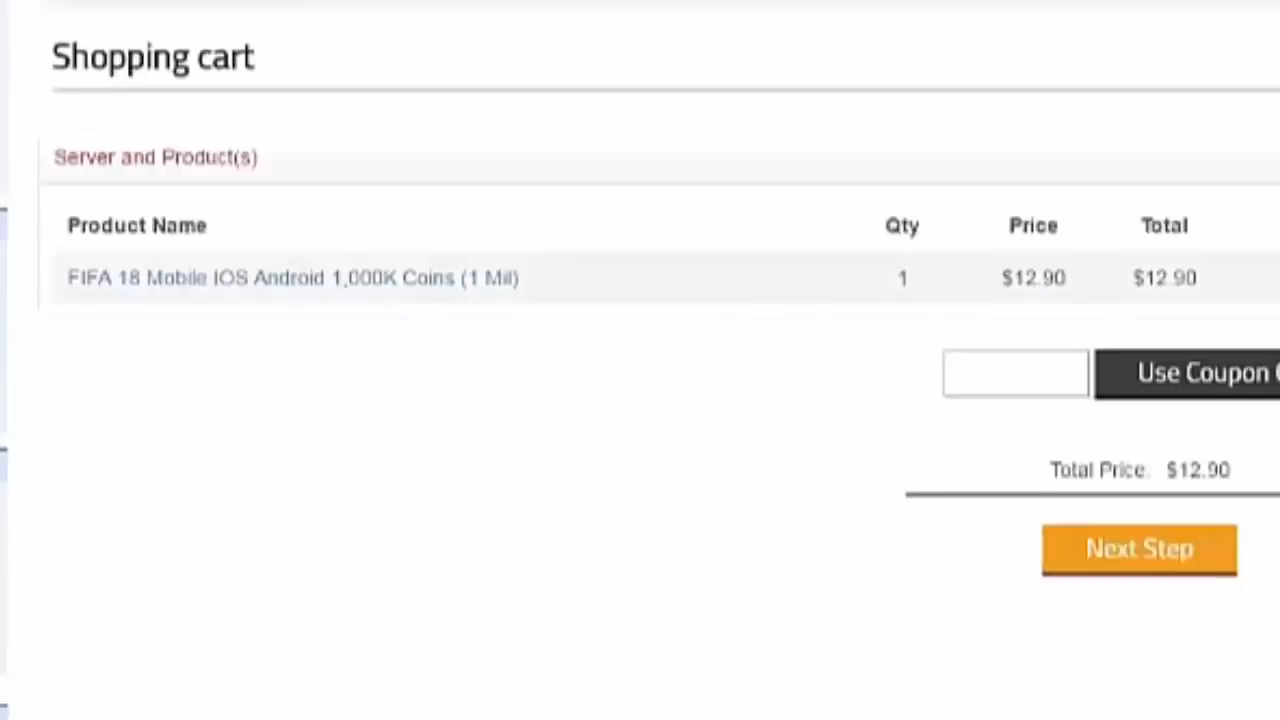 Shopping cart
Server and Product(s)
Product Name Qty Price Total
FIFA 18 Mobile IOS Android 1,000K Coins (1 Mil) 1 $12.90 $12.90
Use Coupon
Total Price: $12.90
Next Step